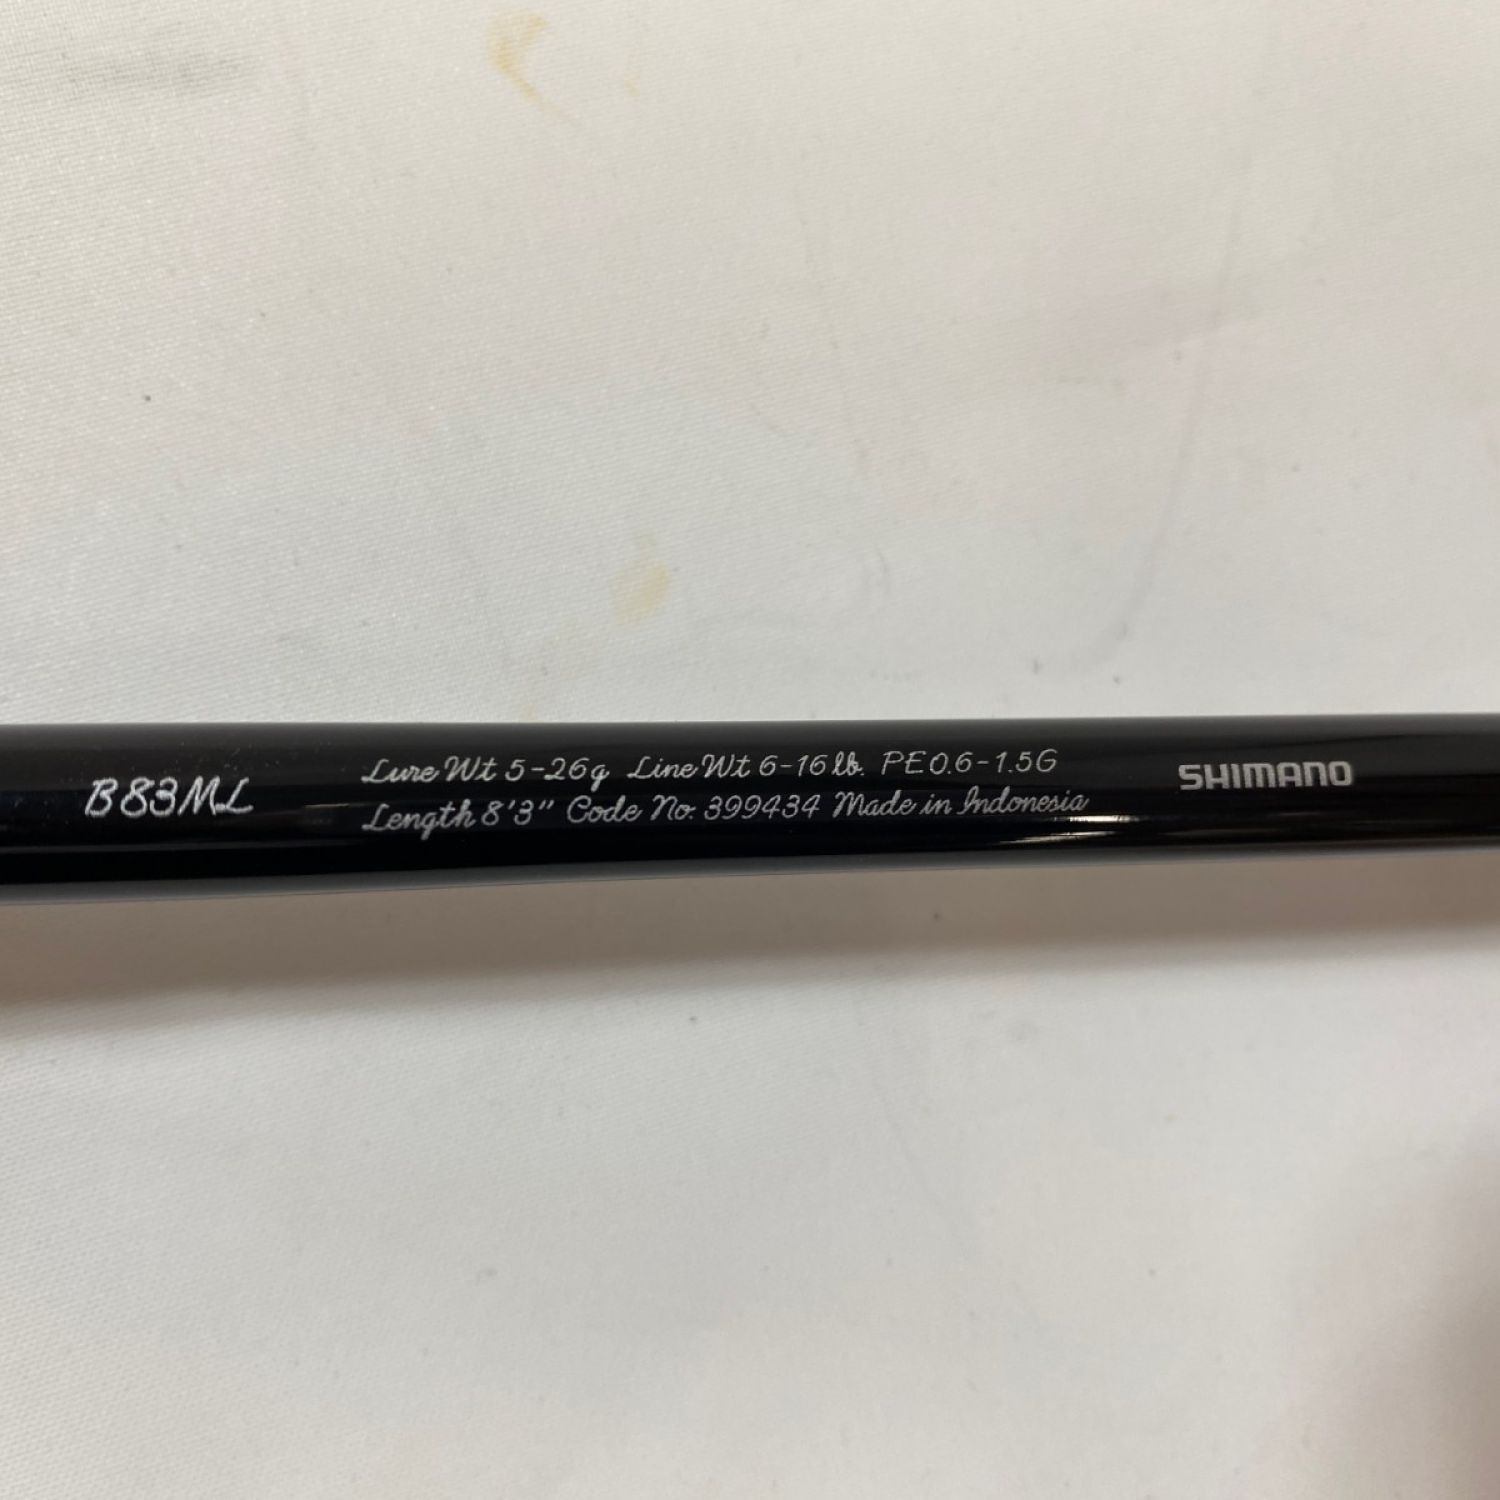 B83ML
Lure Wt 5-26g Line Wt 6-16lb. PE0.6-1.5G
Length 8'3" Code No. 399434 Made in Indonesia
SHIMANO